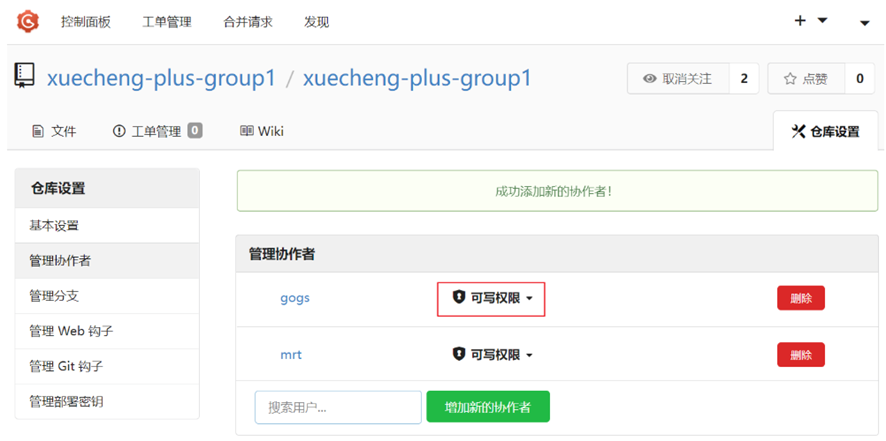 控制面板 工单管理 合并请求 发现
xuecheng-plus-group1 / xuecheng-plus-group1 取消关注 2 点赞 0
文件 工单管理 0 Wiki 仓库设置
仓库设置
基本设置
管理协作者
管理分支
管理 Web 钩子
管理 Git 钩子
管理部署密钥
成功添加新的协作者！
管理协作者
gogs 可写权限 删除
mrt 可写权限 删除
搜索用户... 增加新的协作者